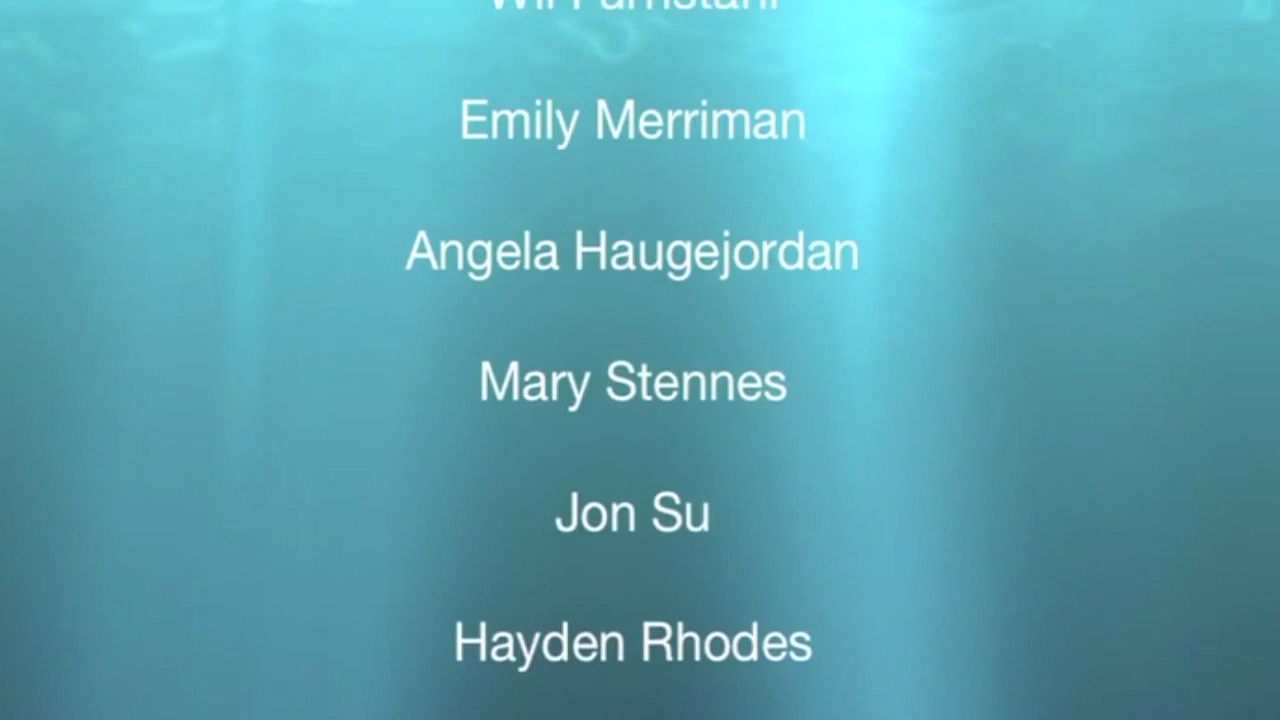 Emily Merriman
Angela Haugejordan
Mary Stennes
Jon Su
Hayden Rhodes